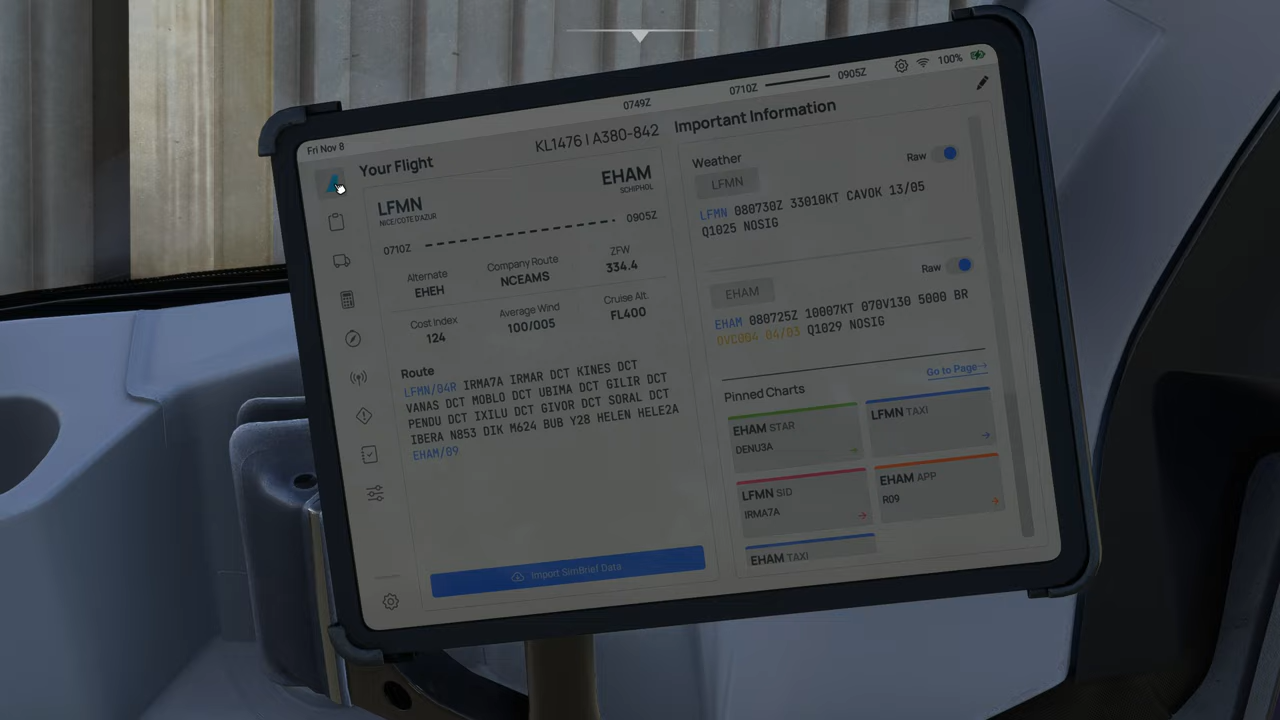 Fri Nov 8
0749Z
0710Z
0905Z
100%
Your Flight
KL1476 | A380-842
LFMN
NICE/COTE D'AZUR
EHAM
SCHIPHOL
0710Z
0905Z
Alternate
EHEH
Company Route
NCEAMS
ZFW
334.4
Cost Index
124
Average Wind
100/005
Cruise Alt.
FL400
Route
LFMN/04R IRMA7A IRMAR DCT KINES DCT
VANAS DCT MOBLO DCT UBIMA DCT GILIR DCT
PENDU DCT IXILU DCT GIVOR DCT SORAL DCT
IBERA N853 DIK M624 BUB Y28 HELEN HELE2A
EHAM/09
Import SimBrief Data
Important Information
Weather
LFMN
Raw
LFMN 080730Z 33010KT CAVOK 13/05
Q1025 NOSIG
EHAM
Raw
EHAM 080725Z 10007KT 070V130 5000 BR
OVC004 04/03 Q1029 NOSIG
Go to Page
Pinned Charts
EHAM STAR
DENU3A
LFMN TAXI
LFMN SID
IRMA7A
EHAM APP
R09
EHAM TAXI